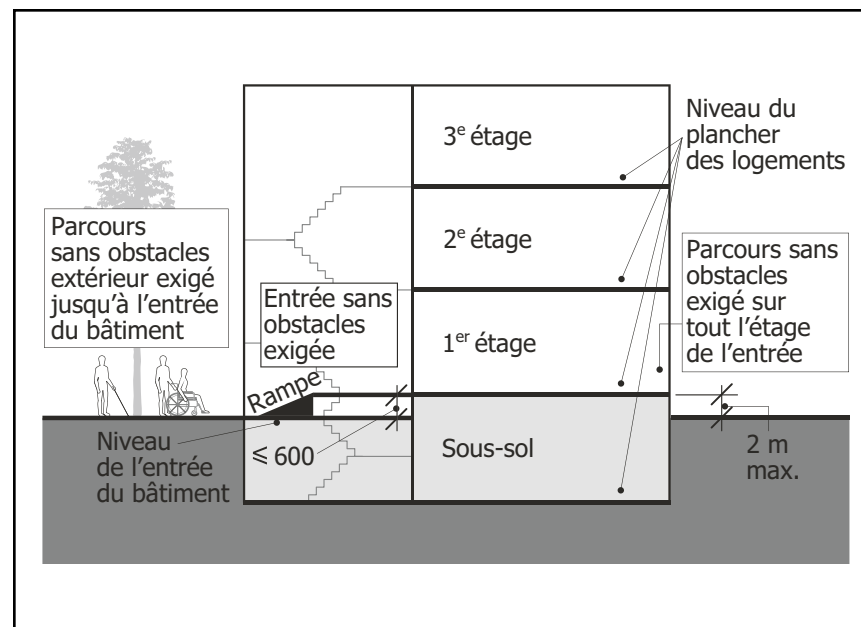 3e étage
Niveau du
plancher
des logements
Parcours
sans obstacles
extérieur exigé
jusqu'à l'entrée
du bâtiment
2e étage
Parcours sans
obstacles
exigé sur
tout l'étage
de l'entrée
Entrée sans
obstacles
exigée
1er étage
Rampe
Niveau
de l'entrée
du bâtiment
≤ 600
Sous-sol
2 m
max.